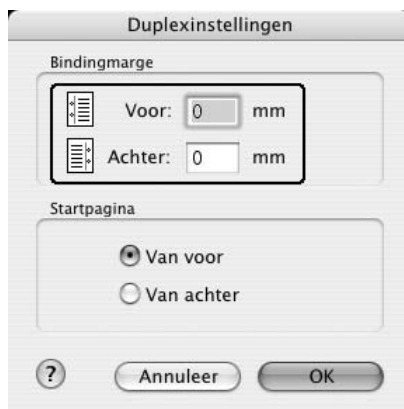 Duplexinstellingen
Bindingmarge
Voor: 0 mm
Achter: 0 mm
Startpagina
Van voor
Van achter
? Annuleer OK